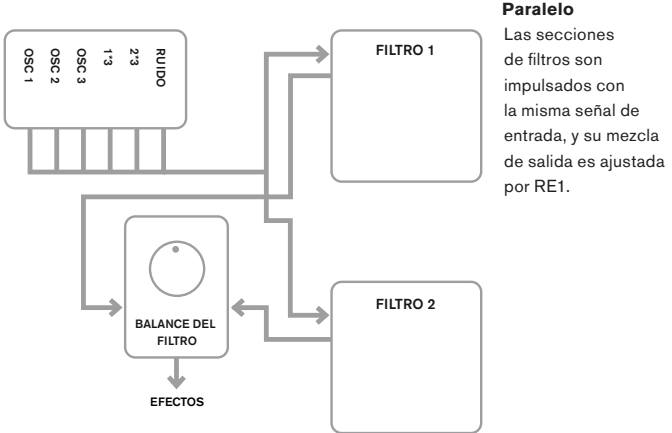 Paralelo
Las secciones
de filtros son
impulsados con
la misma señal de
entrada, y su mezcla
de salida es ajustada
por RE1.
OSC 1
OSC 2
OSC 3
1*3
2*3
RUIDO
FILTRO 1
BALANCE DEL
FILTRO
EFECTOS
FILTRO 2